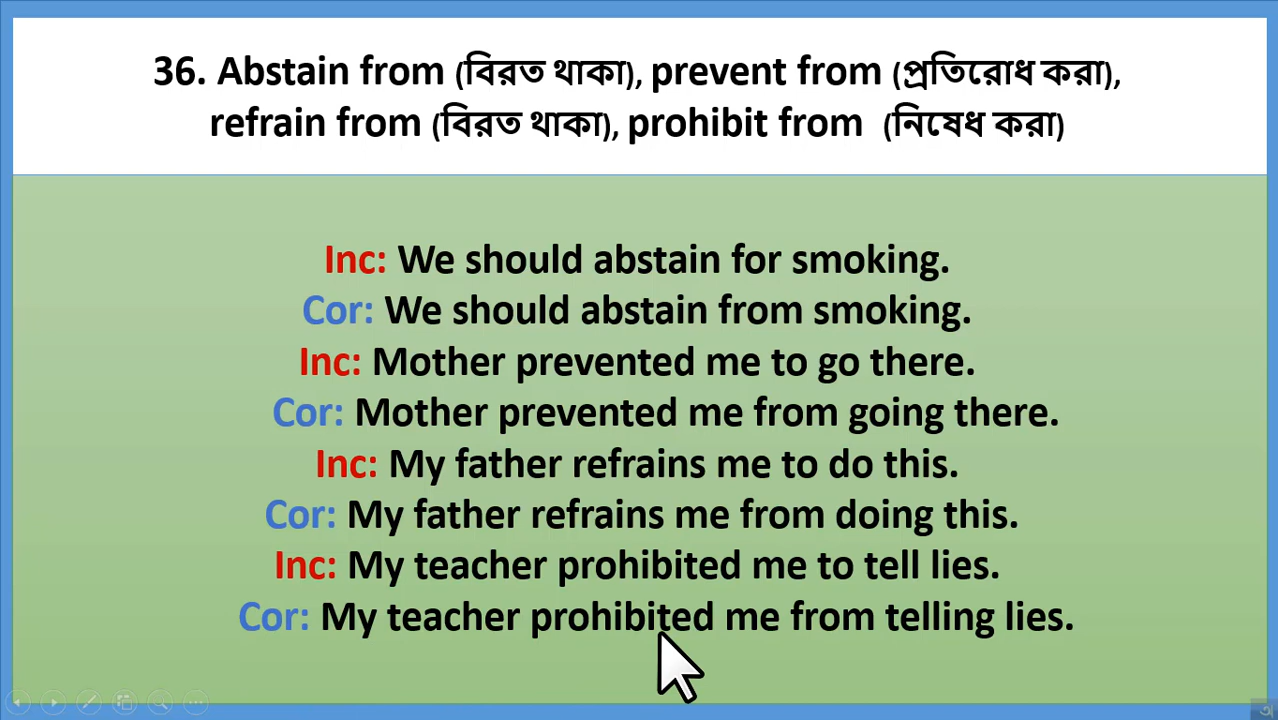 36. Abstain from (বিরত থাকা), prevent from (প্রতিরোধ করা),
refrain from (বিরত থাকা), prohibit from (নিষেধ করা)
Inc: We should abstain for smoking.
Cor: We should abstain from smoking.
Inc: Mother prevented me to go there.
Cor: Mother prevented me from going there.
Inc: My father refrains me to do this.
Cor: My father refrains me from doing this.
Inc: My teacher prohibited me to tell lies.
Cor: My teacher prohibited me from telling lies.